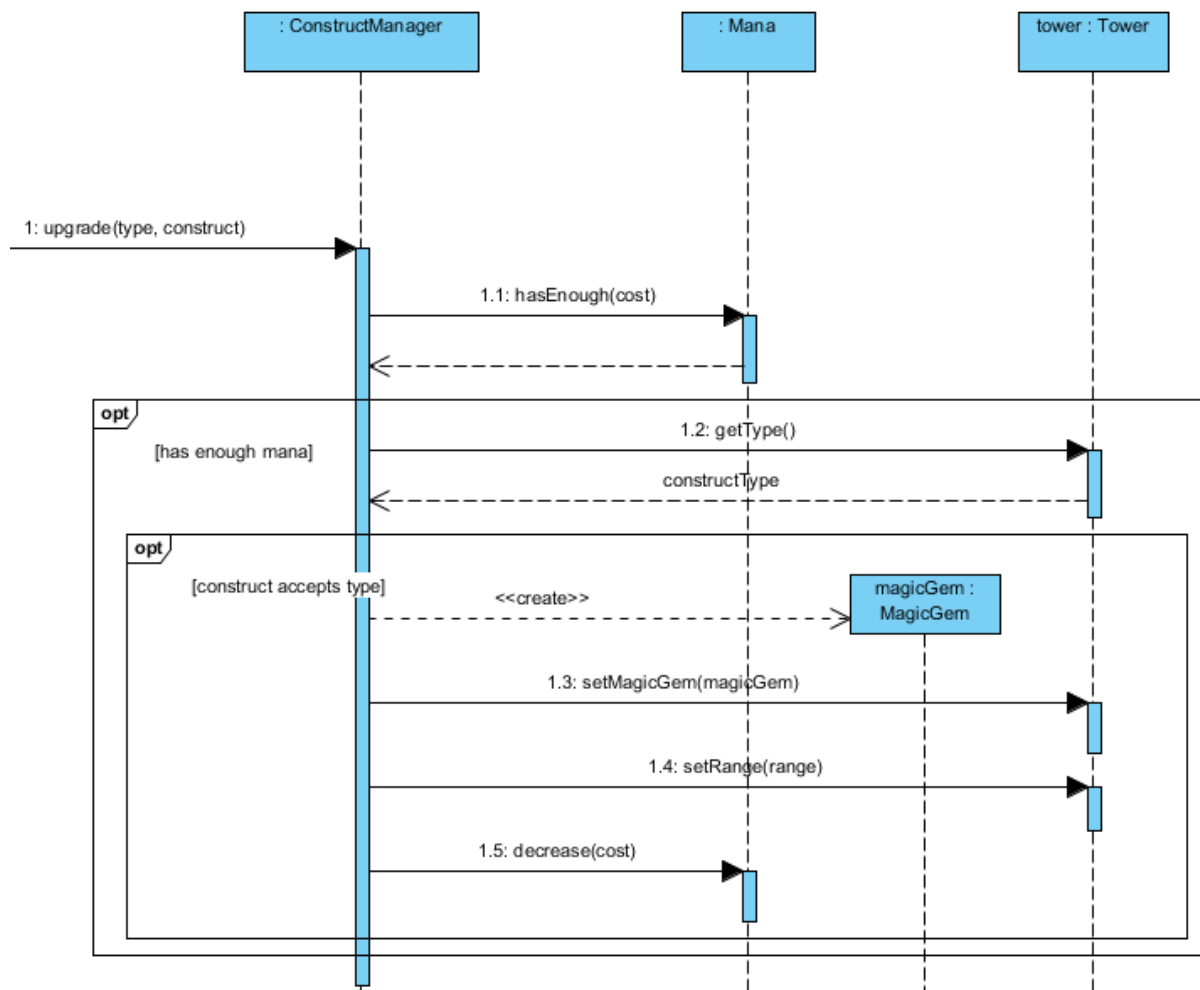 : ConstructManager
: Mana
tower : Tower
1: upgrade(type, construct)
1.1: hasEnough(cost)
opt
[has enough mana]
1.2: getType()
constructType
opt
[construct accepts type]
<<create>>
magicGem :
MagicGem
1.3: setMagicGem(magicGem)
1.4: setRange(range)
1.5: decrease(cost)